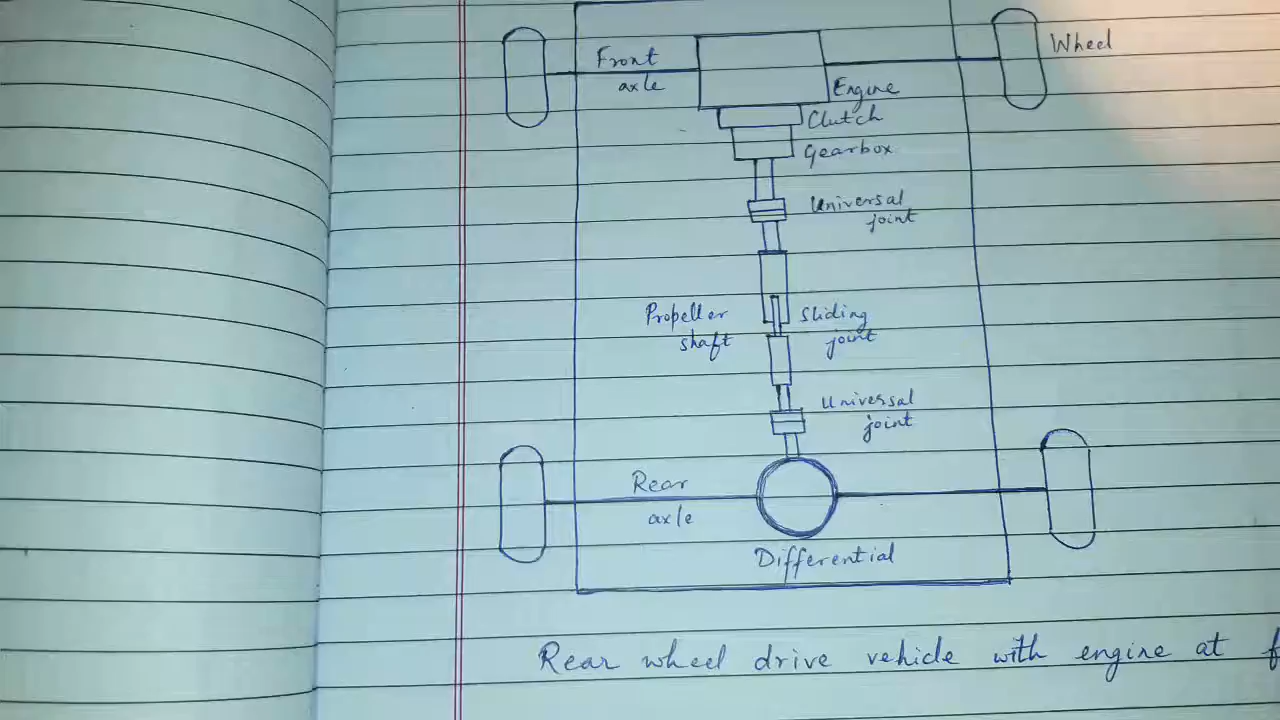 Front
axle
Wheel
Engine
Clutch
Gearbox
Universal
joint
Propeller
shaft
Sliding
joint
Universal
joint
Rear
axle
Differential
Rear wheel drive vehicle with engine at